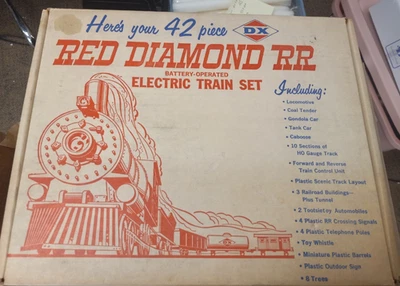 Here's your 42 piece DX
RED DIAMOND RR
BATTERY-OPERATED
ELECTRIC TRAIN SET
Including:
• Locomotive
• Coal Tender
• Gondola Car
• Tank Car
• Caboose
• 10 Sections of
HO Gauge Track
• Forward and Reverse
Train Control Unit
• Plastic Scenic Track Layout
• 3 Railroad Buildings—
Plus Tunnel
• 2 Tootsietoy Automobiles
• 4 Plastic RR Crossing Signals
• 4 Plastic Telephone Poles
• Toy Whistle
• Miniature Plastic Barrels
• Plastic Outdoor Sign
• 6 Trees